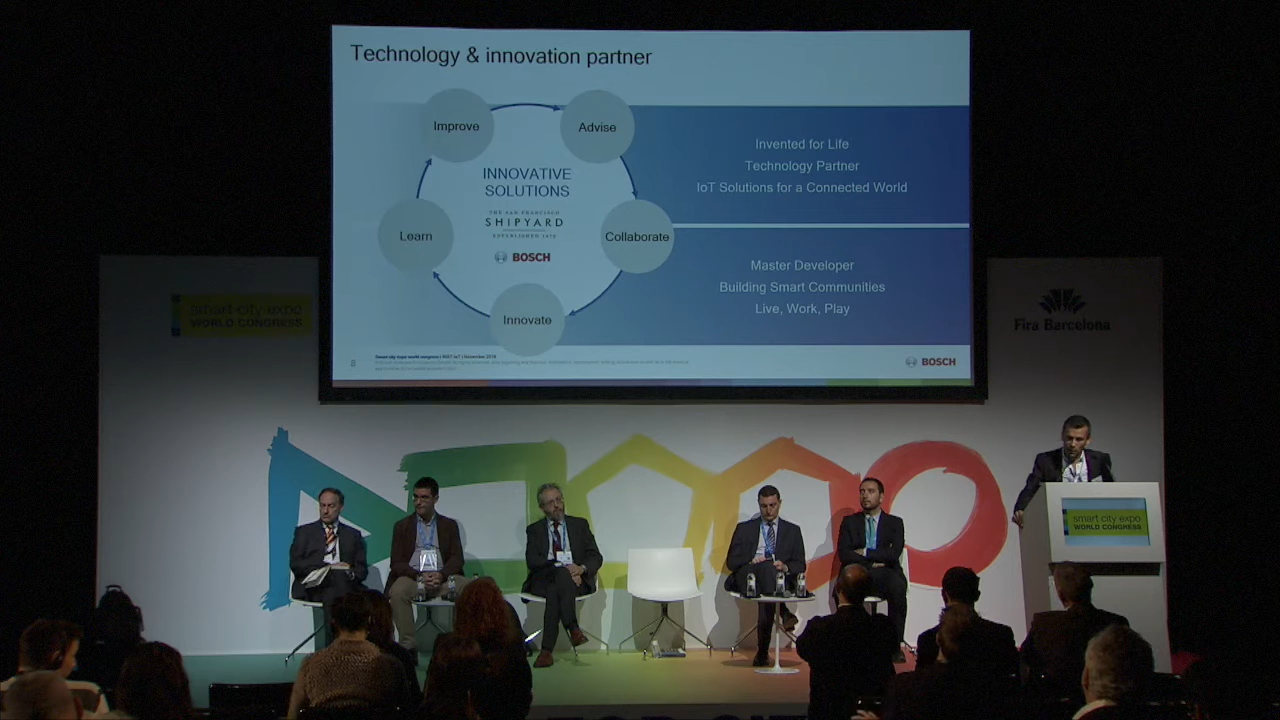 Technology & innovation partner
Improve
Advise
INNOVATIVE
SOLUTIONS
THE SAN FRANCISCO
SHIPYARD
Learn
Collaborate
BOSCH
Innovate
Invented for Life
Technology Partner
IoT Solutions for a Connected World
Master Developer
Building Smart Communities
Live, Work, Play
8
BOSCH
smart city expo
WORLD CONGRESS
Fira Barcelona
smart city expo
WORLD CONGRESS